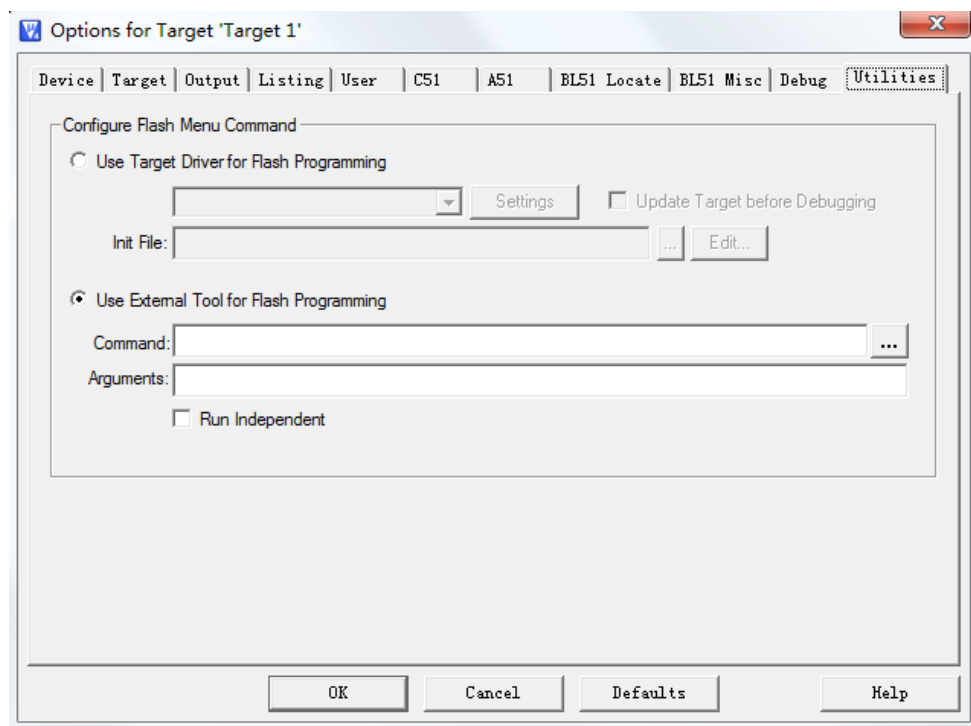 Options for Target 'Target 1'
Device Target Output Listing User C51 A51 BL51 Locate BL51 Misc Debug Utilities
Configure Flash Menu Command
Use Target Driver for Flash Programming
Settings Update Target before Debugging
Init File: ... Edit...
Use External Tool for Flash Programming
Command: ...
Arguments:
Run Independent
OK Cancel Defaults Help